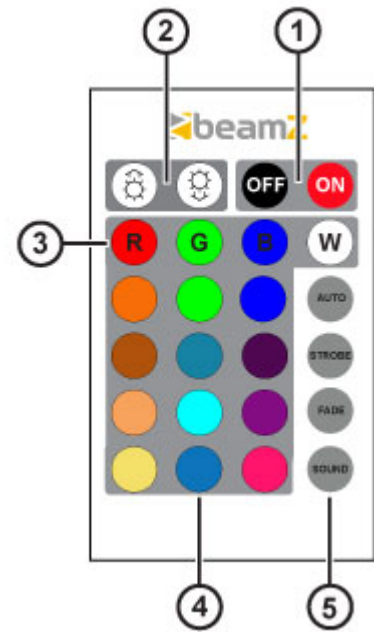 2 1
beamZ
OFF ON
3 R G B W
AUTO
STROBE
FADE
SOUND
4 5